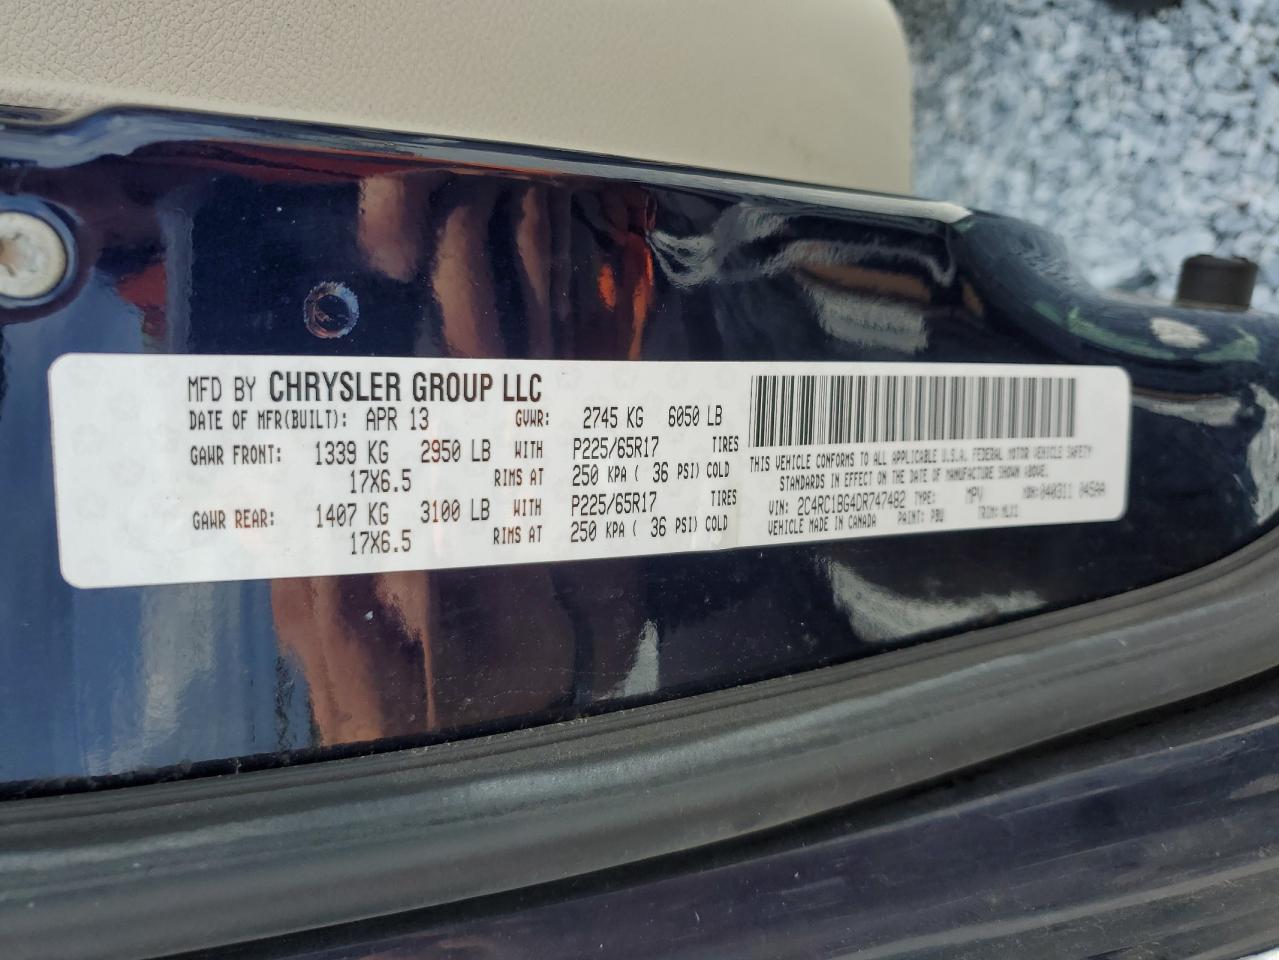 MFD BY CHRYSLER GROUP LLC
DATE OF MFR(BUILT): APR 13 GVWR: 2745 KG 6050 LB
GAWR FRONT: 1339 KG 2950 LB WITH P225/65R17 TIRES
17X6.5 RIMS AT 250 KPA ( 36 PSI) COLD
GAWR REAR: 1407 KG 3100 LB WITH P225/65R17 TIRES
17X6.5 RIMS AT 250 KPA ( 36 PSI) COLD
THIS VEHICLE CONFORMS TO ALL APPLICABLE U.S.A. FEDERAL MOTOR VEHICLE SAFETY
STANDARDS IN EFFECT ON THE DATE OF MANUFACTURE SHOWN ABOVE.
VIN: 2C4RC1BG4DR747482 TYPE: MPV MDH: 040311 045AA
VEHICLE MADE IN CANADA PAINT: PBU TRIM: